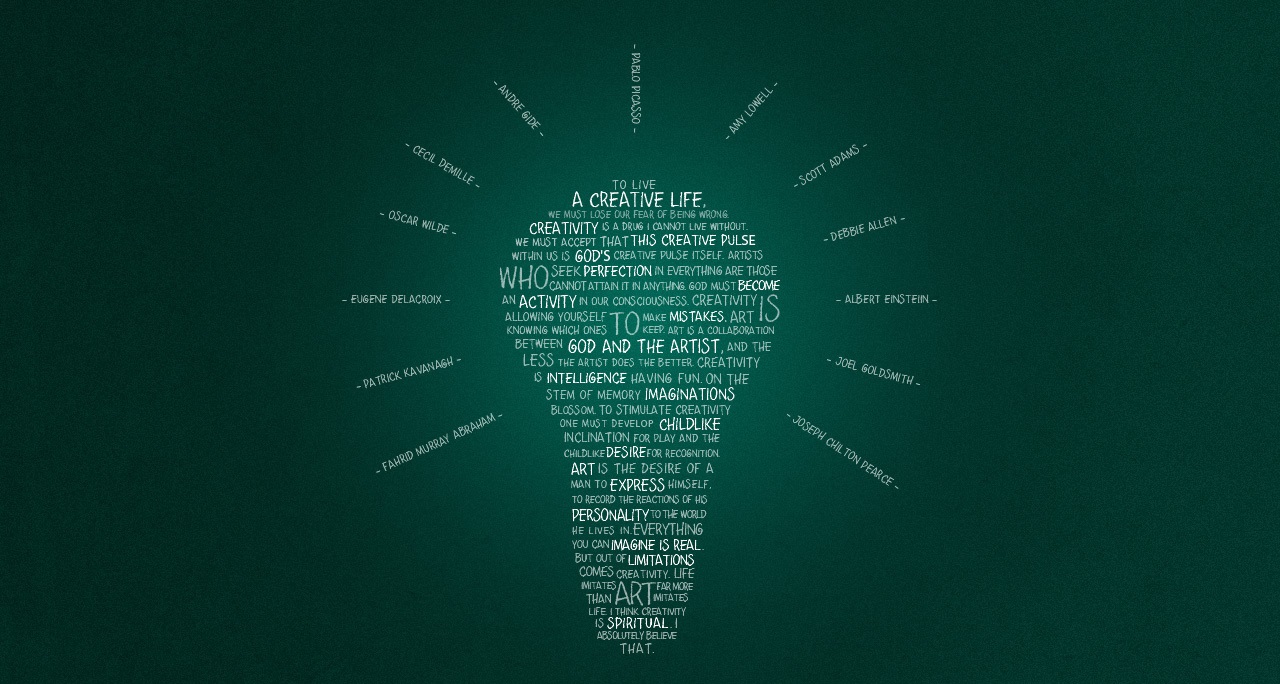 - PABLO PICASSO -
- ANDRE GIDE -
- AMY LOWELL -
- CECIL DEMILLE -
- SCOTT ADAMS -
- OSCAR WILDE -
- DEBBIE ALLEN -
- EUGENE DELACROIX -
- ALBERT EINSTEIN -
- PATRICK KAVANAGH -
- JOEL GOLDSMITH -
- FAHRID MURRAY ABRAHAM -
- JOSEPH CHILTON PEARCE -
TO LIVE
A CREATIVE LIFE,
WE MUST LOSE OUR FEAR OF BEING WRONG.
CREATIVITY IS A DRUG I CANNOT LIVE WITHOUT.
WE MUST ACCEPT THAT THIS CREATIVE PULSE
WITHIN US IS GOD'S CREATIVE PULSE ITSELF. ARTISTS
WHO SEEK PERFECTION IN EVERYTHING ARE THOSE
CANNOT ATTAIN IT IN ANYTHING. GOD MUST BECOME
AN ACTIVITY IN OUR CONSCIOUSNESS. CREATIVITY IS
ALLOWING YOURSELF TO MAKE MISTAKES. ART
KNOWING WHICH ONES KEEP. ART IS A COLLABORATION
BETWEEN GOD AND THE ARTIST, AND THE
LESS THE ARTIST DOES THE BETTER. CREATIVITY
IS INTELLIGENCE HAVING FUN. ON THE
STEM OF MEMORY IMAGINATIONS
BLOSSOM. TO STIMULATE CREATIVITY
ONE MUST DEVELOP CHILDLIKE
INCLINATION FOR PLAY AND THE
CHILDLIKE DESIRE FOR RECOGNITION.
ART IS THE DESIRE OF A
MAN TO EXPRESS HIMSELF,
TO RECORD THE REACTIONS OF HIS
PERSONALITY TO THE WORLD
HE LIVES IN. EVERYTHING
YOU CAN IMAGINE IS REAL.
BUT OUT OF LIMITATIONS
COMES CREATIVITY. LIFE
IMITATES ART FAR MORE
THAN IMITATES
LIFE. I THINK CREATIVITY
IS SPIRITUAL. I
ABSOLUTELY BELIEVE
THAT.